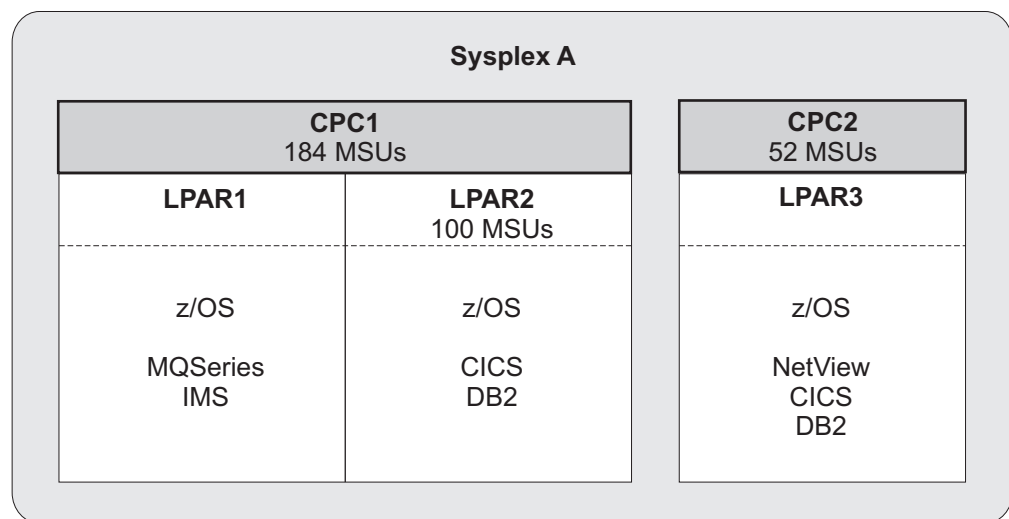 Sysplex A
CPC1
184 MSUs
LPAR1
z/OS
MQSeries
IMS
LPAR2
100 MSUs
z/OS
CICS
DB2
CPC2
52 MSUs
LPAR3
z/OS
NetView
CICS
DB2